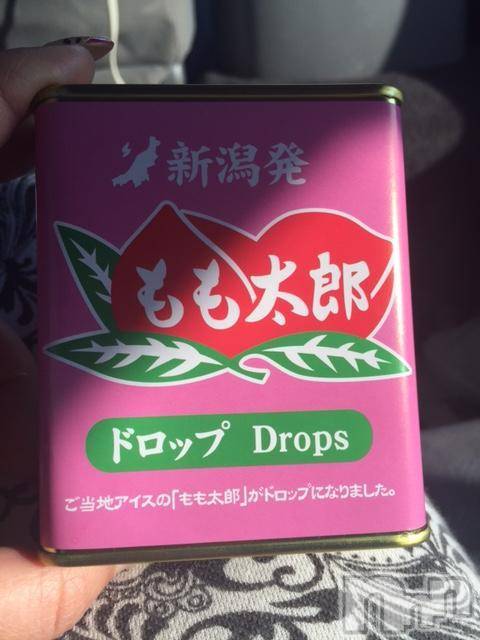 新潟発
もも太郎
ドロップ Drops
ご当地アイスの「もも太郎」がドロップになりました。